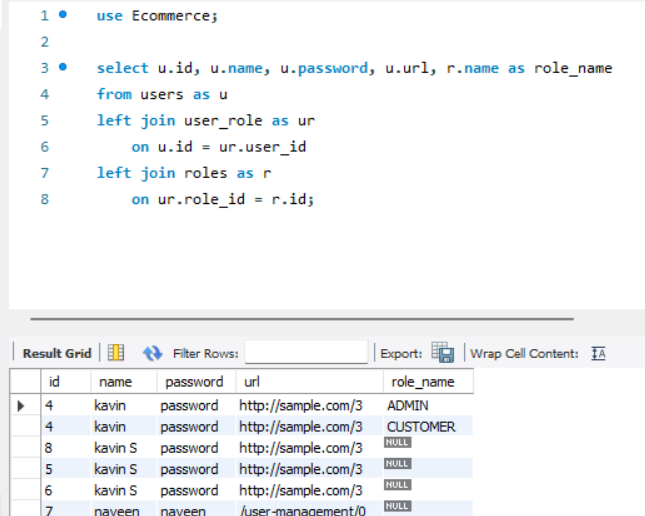 1 use Ecommerce;
2
3 select u.id, u.name, u.password, u.url, r.name as role_name
4 from users as u
5 left join user_role as ur
6 on u.id = ur.user_id
7 left join roles as r
8 on ur.role_id = r.id;
Result Grid Filter Rows: Export: Wrap Cell Content: IA
id name password url role_name
4 kavin password http://sample.com/3 ADMIN
4 kavin password http://sample.com/3 CUSTOMER
8 kavin S password http://sample.com/3 NULL
5 kavin S password http://sample.com/3 NULL
6 kavin S password http://sample.com/3 NULL
7 naveen naveen /user-management/0 NULL